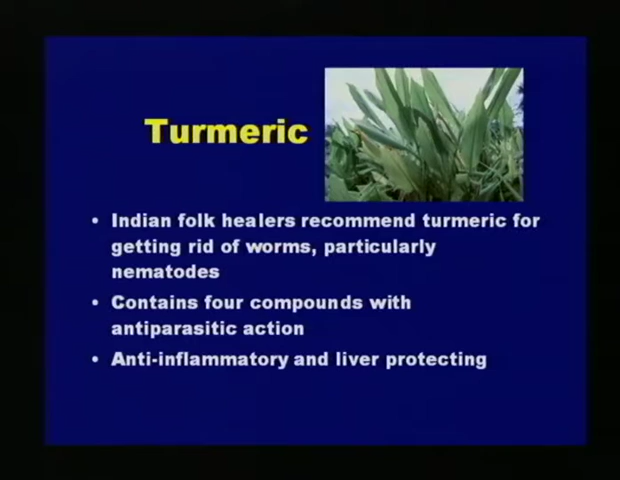 Turmeric
• Indian folk healers recommend turmeric for
getting rid of worms, particularly
nematodes
• Contains four compounds with
antiparasitic action
• Anti-inflammatory and liver protecting